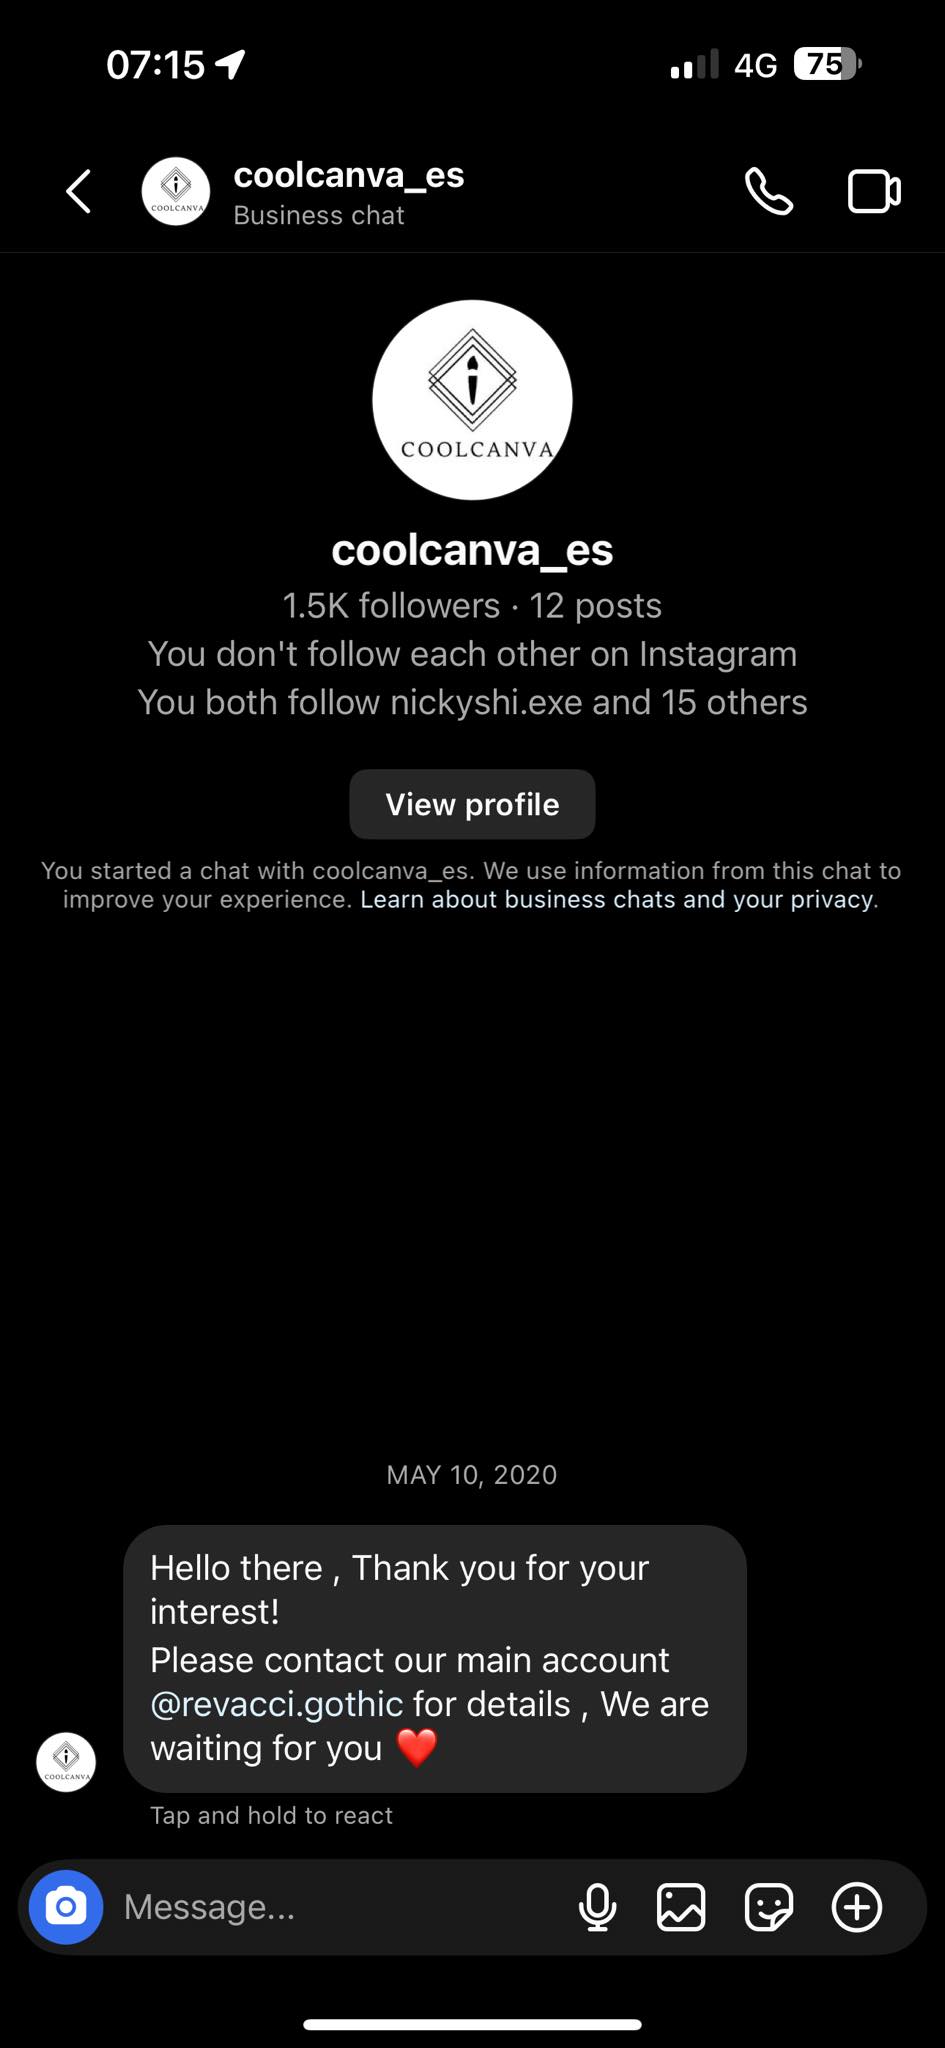 07:15
4G
75
coolcanva_es
Business chat
COOLCANVA
COOLCANVA
coolcanva_es
1.5K followers · 12 posts
You don't follow each other on Instagram
You both follow nickyshi.exe and 15 others
View profile
You started a chat with coolcanva_es. We use information from this chat to
improve your experience. Learn about business chats and your privacy.
MAY 10, 2020
Hello there , Thank you for your
interest!
Please contact our main account
@revacci.gothic for details , We are
waiting for you ❤️
COOLCANVA
Tap and hold to react
Message...